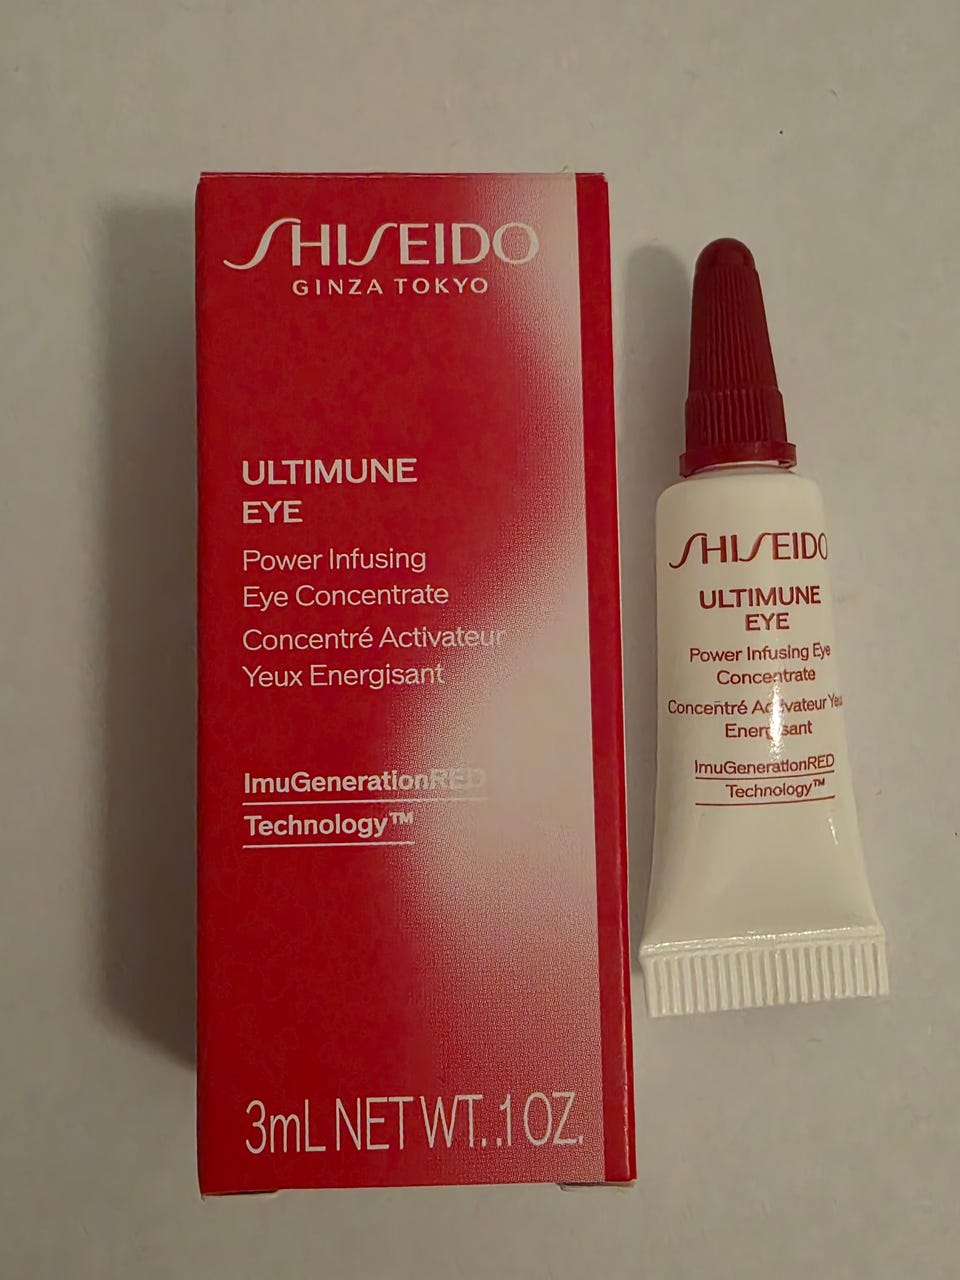 SHISEIDO
GINZA TOKYO
ULTIMUNE
EYE
Power Infusing
Eye Concentrate
Concentré Activateur
Yeux Energisant
ImuGenerationRED
Technology™
3mL NET WT. .1 OZ.
SHISEIDO
ULTIMUNE
EYE
Power Infusing Eye
Concentrate
Concentré Activateur Yeux
Energisant
ImuGenerationRED
Technology™